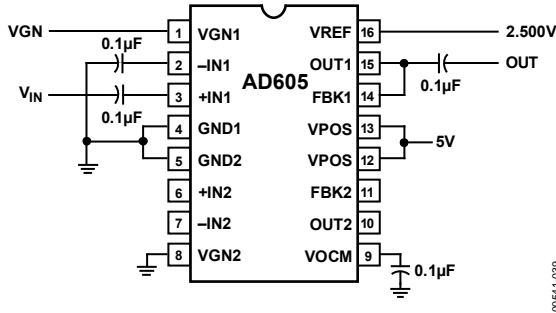 VGN
0.1µF
V_IN
0.1µF
AD605
1 VGN1
2 –IN1
3 +IN1
4 GND1
5 GND2
6 +IN2
7 –IN2
8 VGN2
VREF 16
OUT1 15
FBK1 14
VPOS 13
VPOS 12
FBK2 11
OUT2 10
VOCM 9
2.500V
OUT
0.1µF
5V
0.1µF